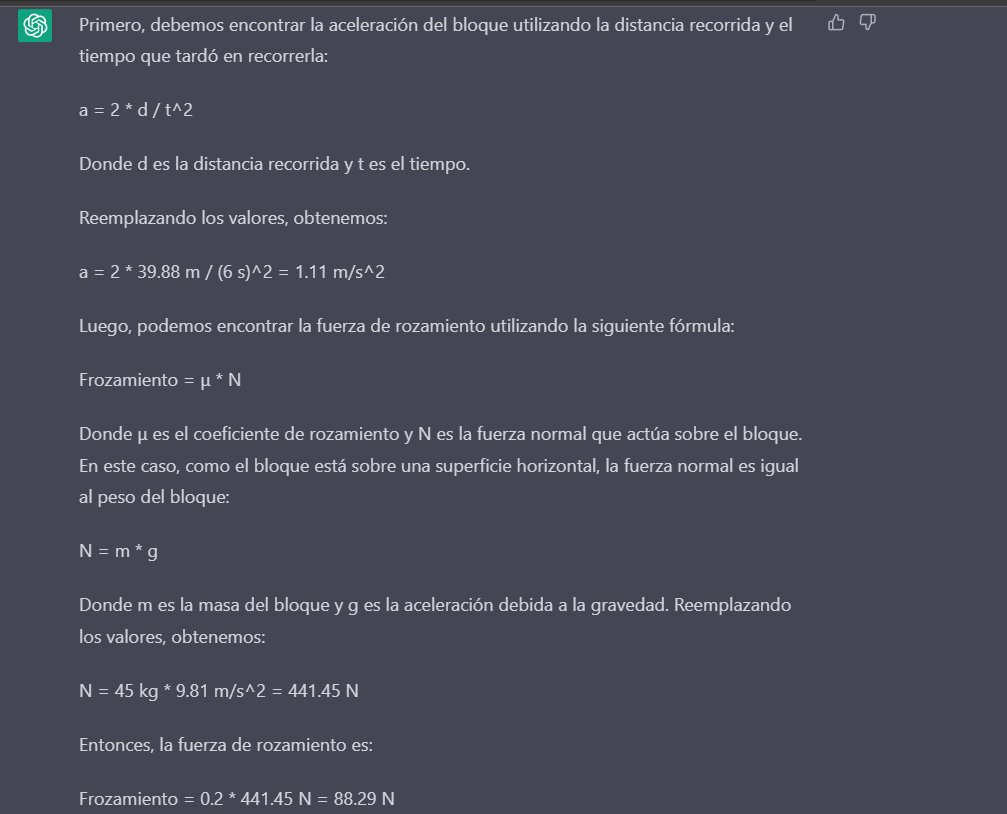 Primero, debemos encontrar la aceleración del bloque utilizando la distancia recorrida y el
tiempo que tardó en recorrerla:
a = 2 * d / t^2
Donde d es la distancia recorrida y t es el tiempo.
Reemplazando los valores, obtenemos:
a = 2 * 39.88 m / (6 s)^2 = 1.11 m/s^2
Luego, podemos encontrar la fuerza de rozamiento utilizando la siguiente fórmula:
Frozamiento = μ * N
Donde μ es el coeficiente de rozamiento y N es la fuerza normal que actúa sobre el bloque.
En este caso, como el bloque está sobre una superficie horizontal, la fuerza normal es igual
al peso del bloque:
N = m * g
Donde m es la masa del bloque y g es la aceleración debida a la gravedad. Reemplazando
los valores, obtenemos:
N = 45 kg * 9.81 m/s^2 = 441.45 N
Entonces, la fuerza de rozamiento es:
Frozamiento = 0.2 * 441.45 N = 88.29 N